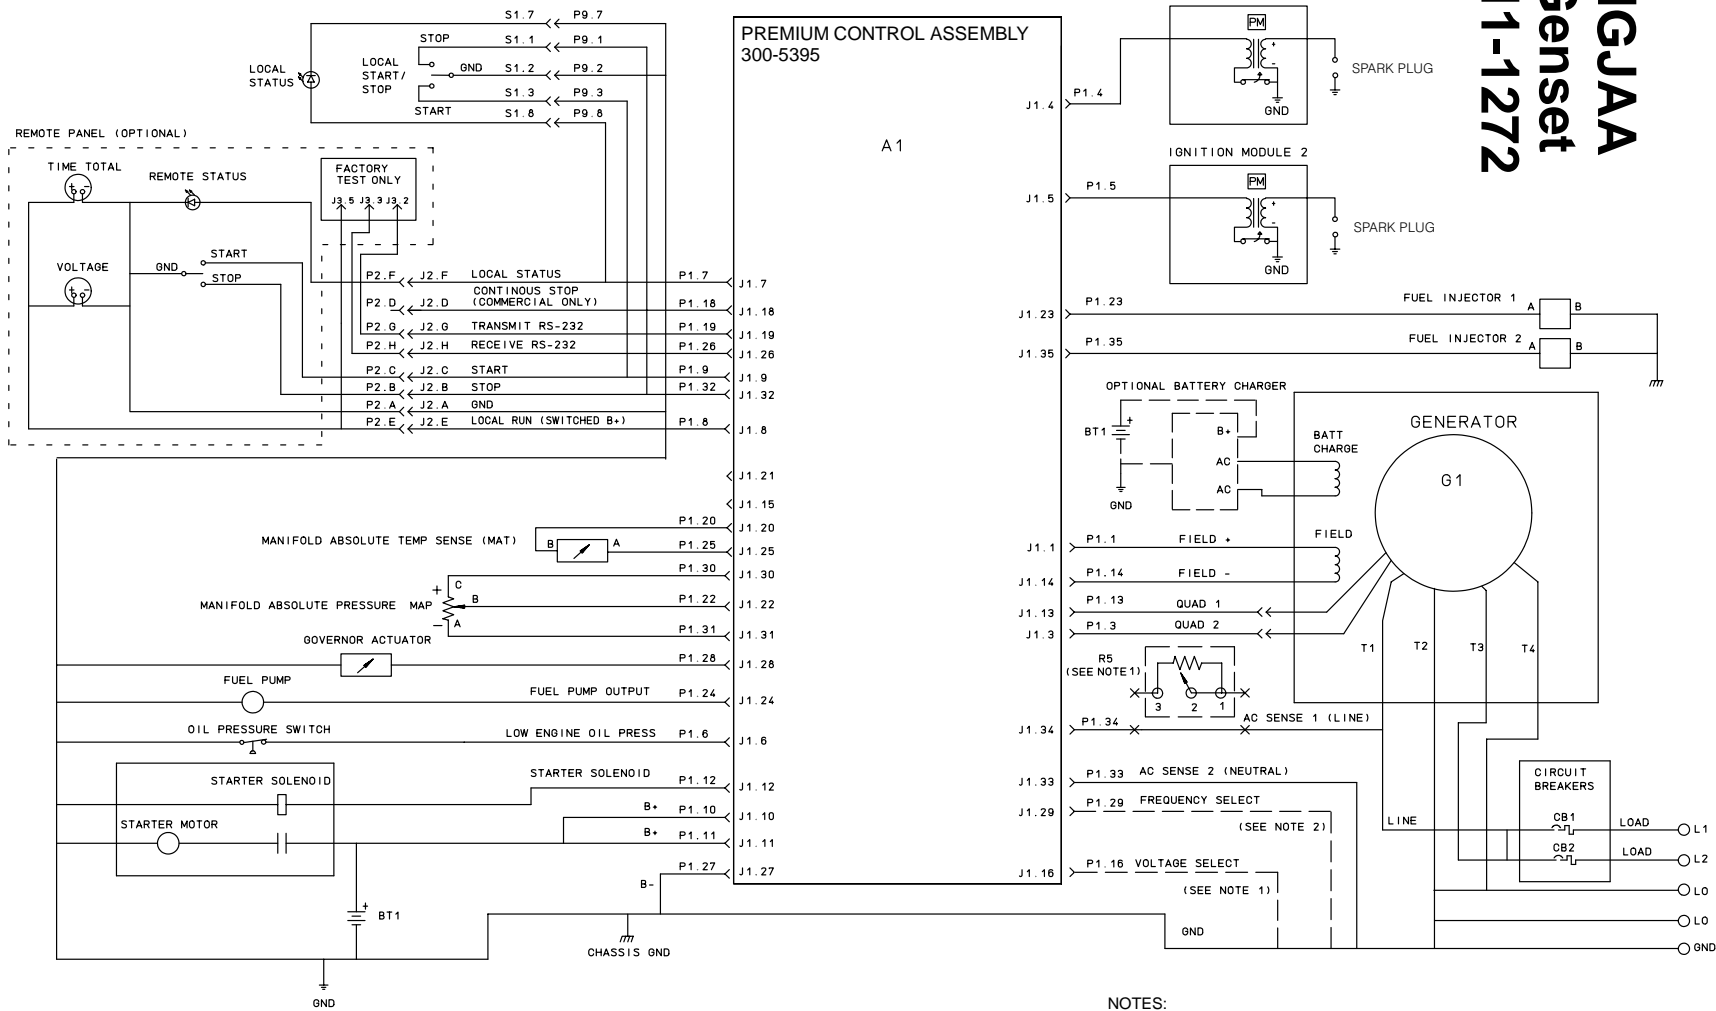 S1.7 P9.7
STOP S1.1 P9.1
LOCAL STATUS
LOCAL START/ STOP
GND S1.2 P9.2
S1.3 P9.3
START S1.8 P9.8
REMOTE PANEL (OPTIONAL)
TIME TOTAL
+ -
REMOTE STATUS
FACTORY TEST ONLY
J3.5 J3.3 J3.2
VOLTAGE
+ -
GND
START
STOP
P2.F J2.F LOCAL STATUS P1.7 J1.7
CONTINOUS STOP
P2.D J2.D (COMMERCIAL ONLY) P1.18 J1.18
P2.G J2.G TRANSMIT RS-232 P1.19 J1.19
P2.H J2.H RECEIVE RS-232 P1.26 J1.26
P2.C J2.C START P1.9 J1.9
P2.B J2.B STOP P1.32 J1.32
P2.A J2.A GND
P2.E J2.E LOCAL RUN (SWITCHED B+) P1.8 J1.8
J1.21
J1.15
P1.20 J1.20
MANIFOLD ABSOLUTE TEMP SENSE (MAT) B A P1.25 J1.25
P1.30 J1.30
+ C
MANIFOLD ABSOLUTE PRESSURE MAP B P1.22 J1.22
- A P1.31 J1.31
GOVERNOR ACTUATOR P1.28 J1.28
FUEL PUMP FUEL PUMP OUTPUT P1.24 J1.24
OIL PRESSURE SWITCH LOW ENGINE OIL PRESS P1.6 J1.6
STARTER SOLENOID STARTER SOLENOID P1.12 J1.12
B+ P1.10 J1.10
STARTER MOTOR B+ P1.11 J1.11
B- P1.27 J1.27
+ BT1
CHASSIS GND
GND
PREMIUM CONTROL ASSEMBLY
300-5395
A1
PM
+
-
GND
SPARK PLUG
J1.4 P1.4
IGNITION MODULE 2
PM
+
-
GND
SPARK PLUG
J1.5 P1.5
J1.23 P1.23 FUEL INJECTOR 1 A B
J1.35 P1.35 FUEL INJECTOR 2 A B
OPTIONAL BATTERY CHARGER
BT1 +
B+
AC
AC
GND
BATT CHARGE
GENERATOR
G1
J1.1 P1.1 FIELD + FIELD
J1.14 P1.14 FIELD -
J1.13 P1.13 QUAD 1
J1.3 P1.3 QUAD 2
T1 T2 T3 T4
R5
(SEE NOTE 1)
3 2 1
J1.34 P1.34 AC SENSE 1 (LINE)
J1.33 P1.33 AC SENSE 2 (NEUTRAL)
J1.29 P1.29 FREQUENCY SELECT
(SEE NOTE 2)
J1.16 P1.16 VOLTAGE SELECT
(SEE NOTE 1)
GND
CIRCUIT
BREAKERS
LINE CB1 LOAD L1
CB2 LOAD L2
LO
LO
GND
Genset
11-1272
NOTES: